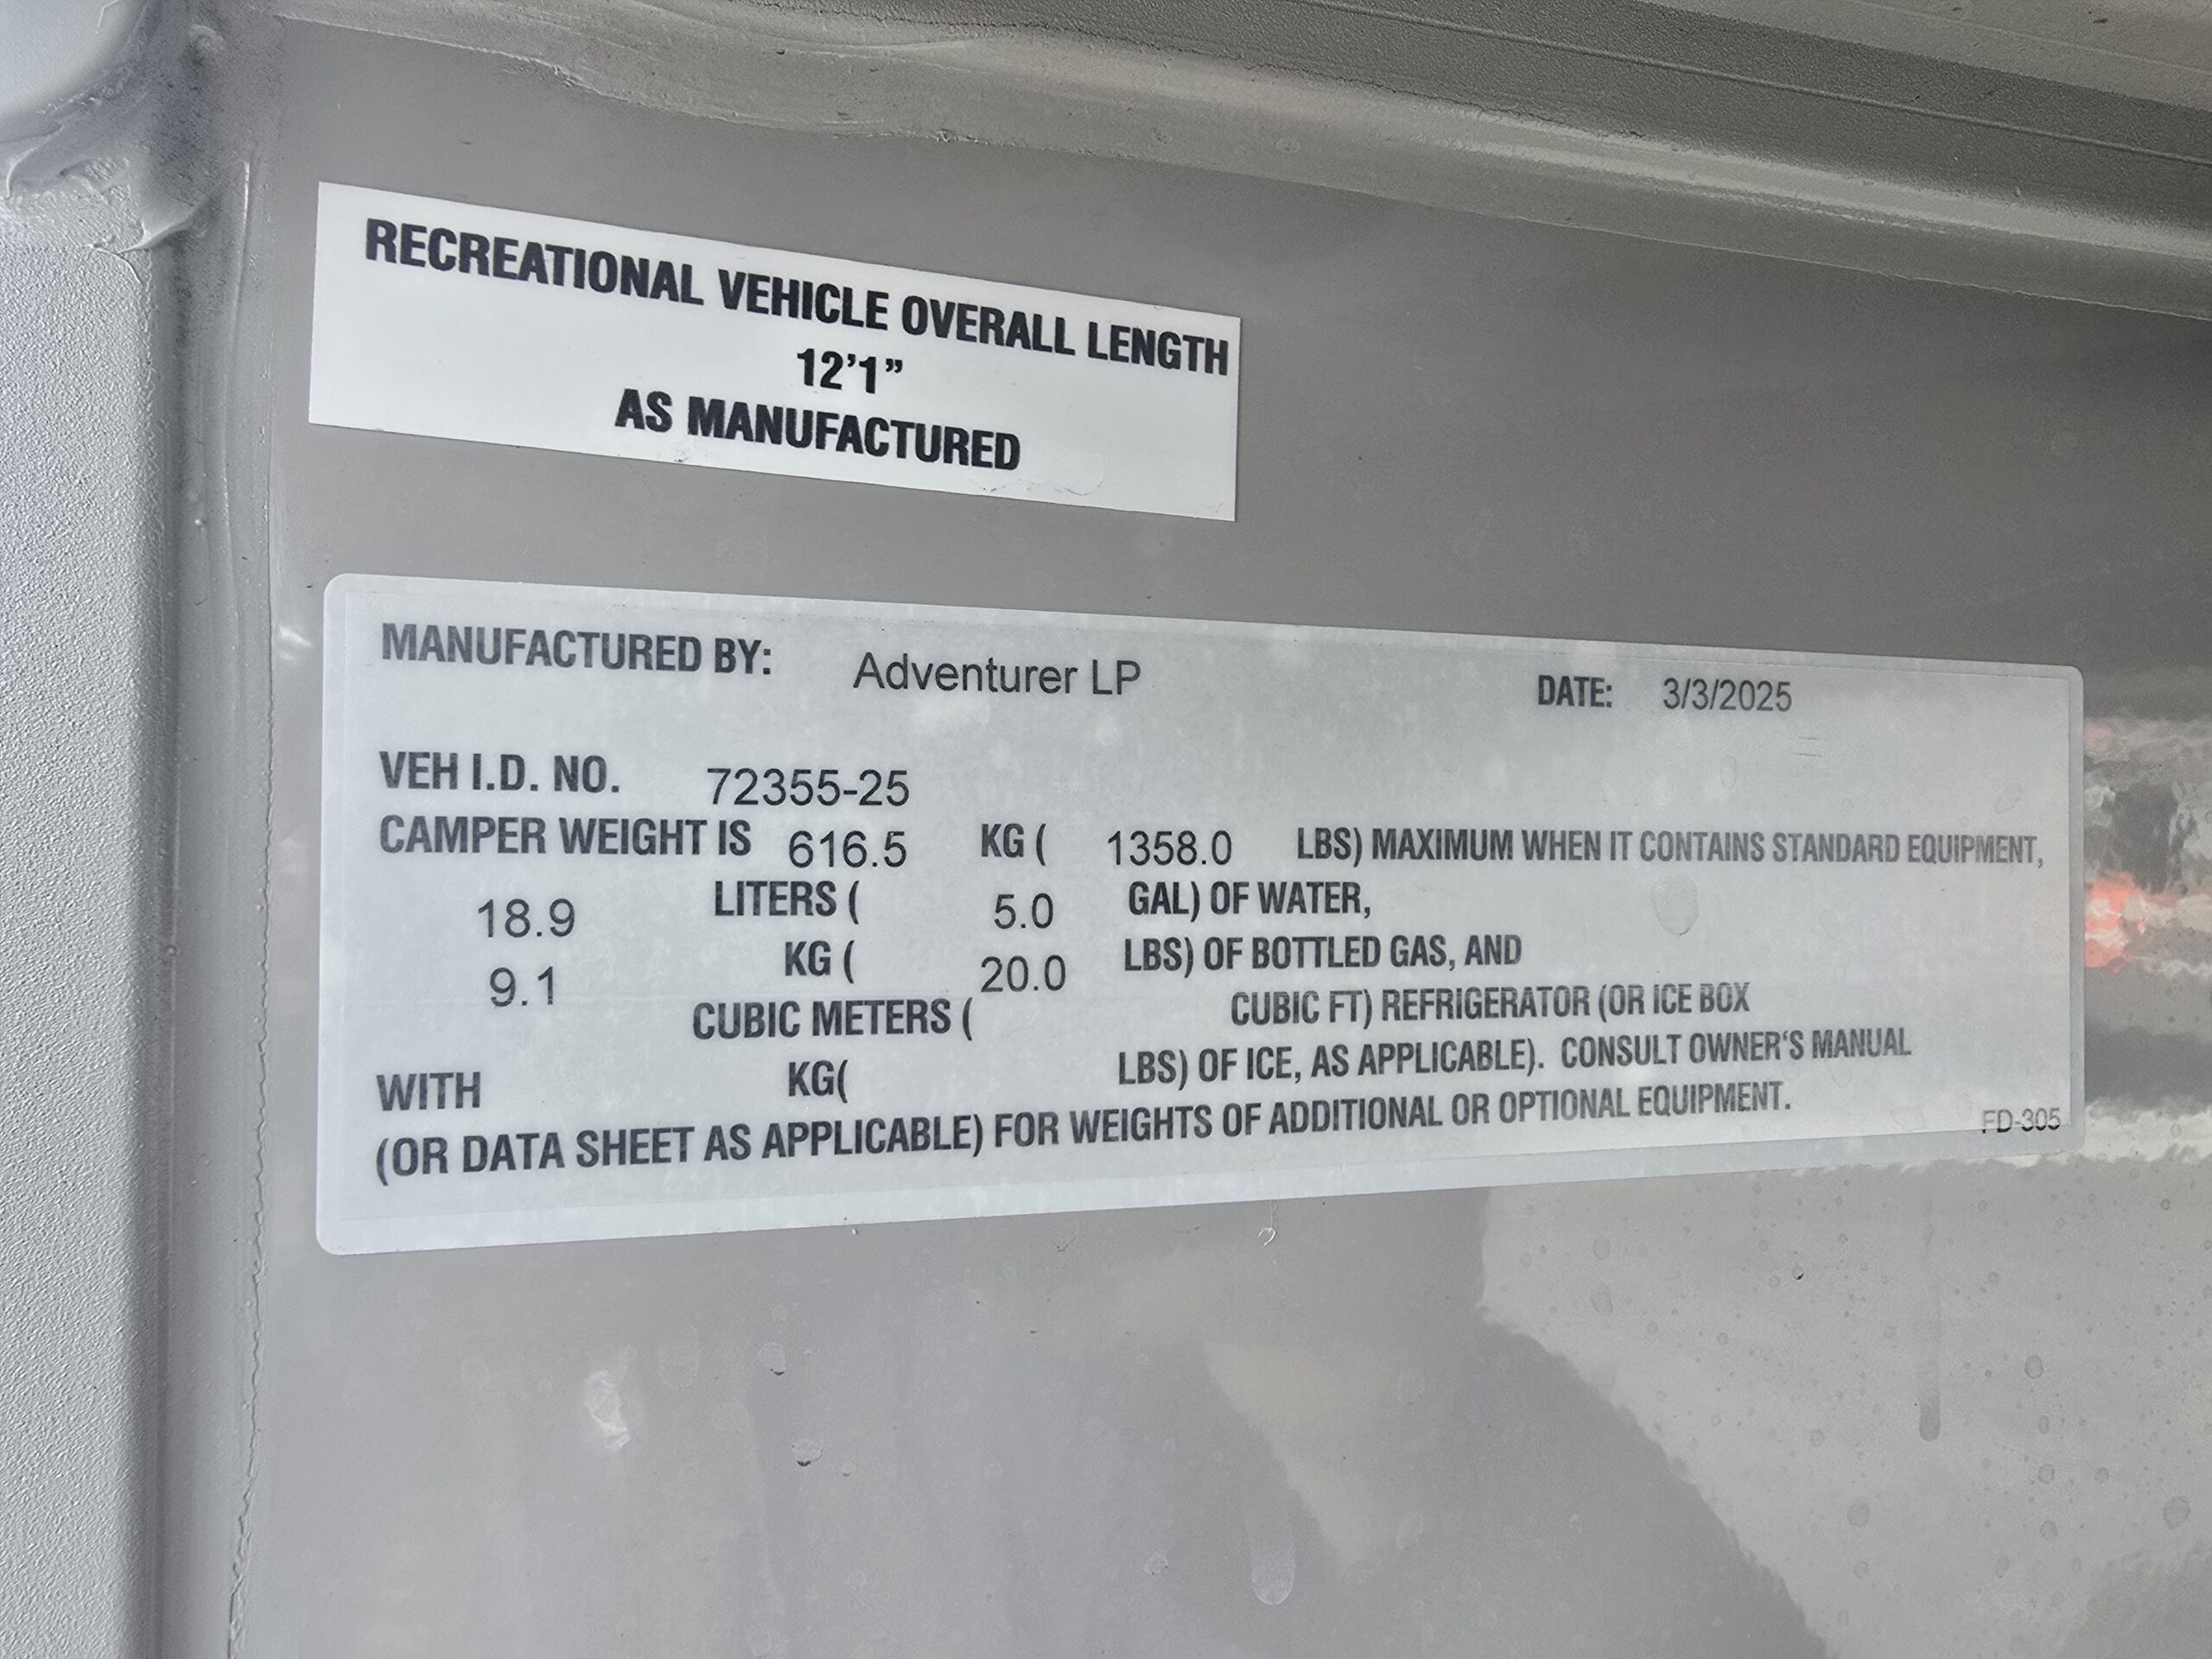 RECREATIONAL VEHICLE OVERALL LENGTH
12’1”
AS MANUFACTURED
MANUFACTURED BY: Adventurer LP DATE: 3/3/2025
VEH I.D. NO. 72355-25
CAMPER WEIGHT IS 616.5 KG ( 1358.0 LBS) MAXIMUM WHEN IT CONTAINS STANDARD EQUIPMENT,
18.9 LITERS ( 5.0 GAL) OF WATER,
9.1 KG ( 20.0 LBS) OF BOTTLED GAS, AND
CUBIC METERS ( CUBIC FT) REFRIGERATOR (OR ICE BOX
WITH KG( LBS) OF ICE, AS APPLICABLE). CONSULT OWNER'S MANUAL
(OR DATA SHEET AS APPLICABLE) FOR WEIGHTS OF ADDITIONAL OR OPTIONAL EQUIPMENT.
FD-305